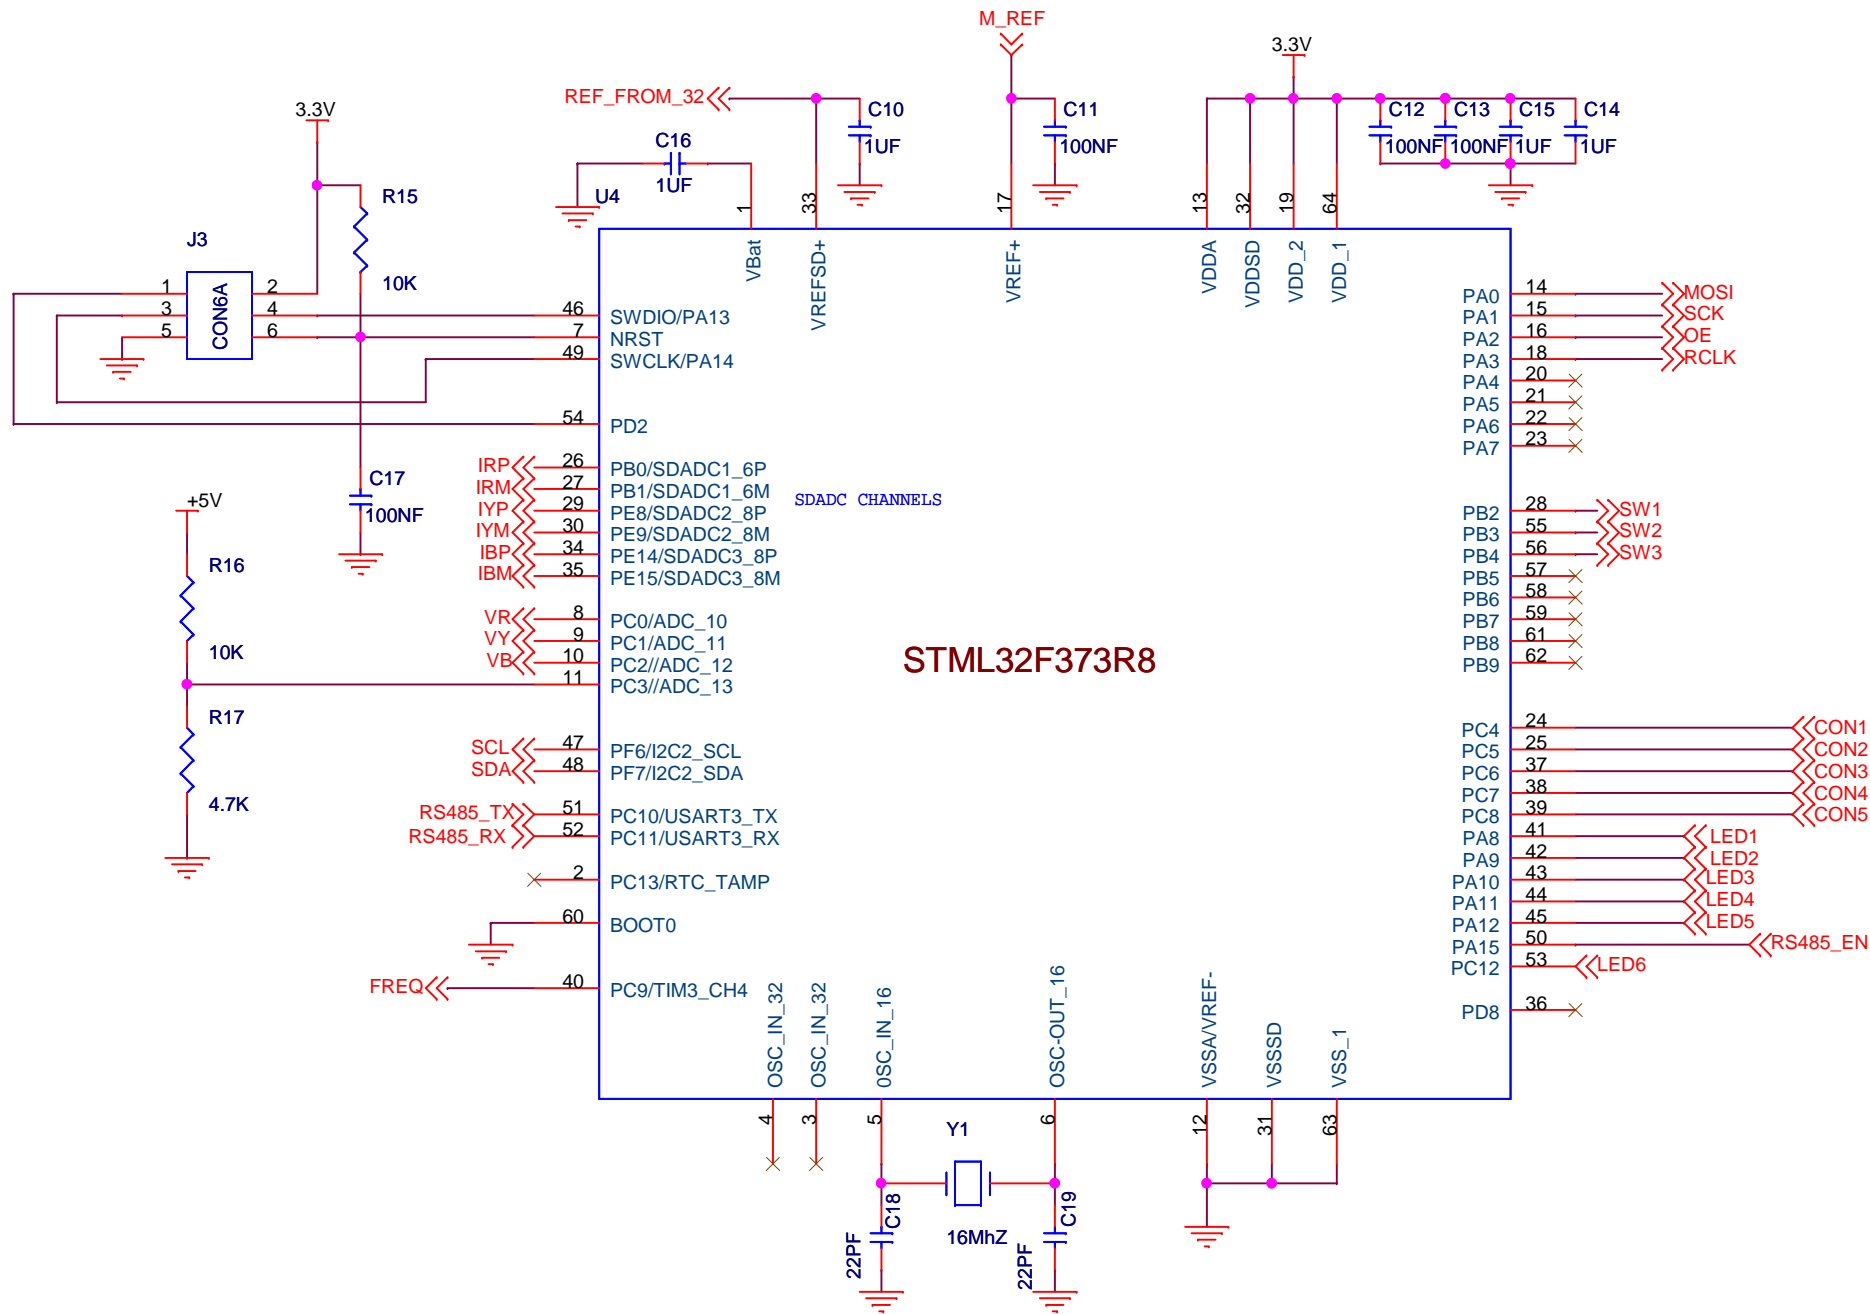 M_REF
3.3V
REF_FROM_32
C10
1UF
C11
100NF
C12
100NF
C13
100NF
C15
1UF
C14
1UF
3.3V
C16
1UF
R15
10K
U4
J3
CON6A
1
3
5
2
4
6
1
33
17
13
32
19
64
VBat
VREFSD+
VREF+
VDDA
VDDSD
VDD_2
VDD_1
46 SWDIO/PA13
7 NRST
49 SWCLK/PA14
54 PD2
C17
100NF
IRP 26 PB0/SDADC1_6P
IRM 27 PB1/SDADC1_6M
IYP 29 PE8/SDADC2_8P
IYM 30 PE9/SDADC2_8M
IBP 34 PE14/SDADC3_8P
IBM 35 PE15/SDADC3_8M
SDADC CHANNELS
+5V
R16
10K
R17
4.7K
VR 8 PC0/ADC_10
VY 9 PC1/ADC_11
VB 10 PC2//ADC_12
11 PC3//ADC_13
STML32F373R8
SCL 47 PF6/I2C2_SCL
SDA 48 PF7/I2C2_SDA
RS485_TX 51 PC10/USART3_TX
RS485_RX 52 PC11/USART3_RX
2 PC13/RTC_TAMP
60 BOOT0
FREQ 40 PC9/TIM3_CH4
PA0 14 MOSI
PA1 15 SCK
PA2 16 OE
PA3 18 RCLK
PA4 20
PA5 21
PA6 22
PA7 23
PB2 28 SW1
PB3 55 SW2
PB4 56 SW3
PB5 57
PB6 58
PB7 59
PB8 61
PB9 62
PC4 24 CON1
PC5 25 CON2
PC6 37 CON3
PC7 38 CON4
PC8 39 CON5
PA8 41 LED1
PA9 42 LED2
PA10 43 LED3
PA11 44 LED4
PA12 45 LED5
PA15 50 RS485_EN
PC12 53 LED6
PD8 36
OSC_IN_32
OSC_IN_32
0SC_IN_16
OSC-OUT_16
VSSA/VREF-
VSSSD
VSS_1
4
3
5
6
12
31
63
Y1
16MhZ
C18
22PF
C19
22PF